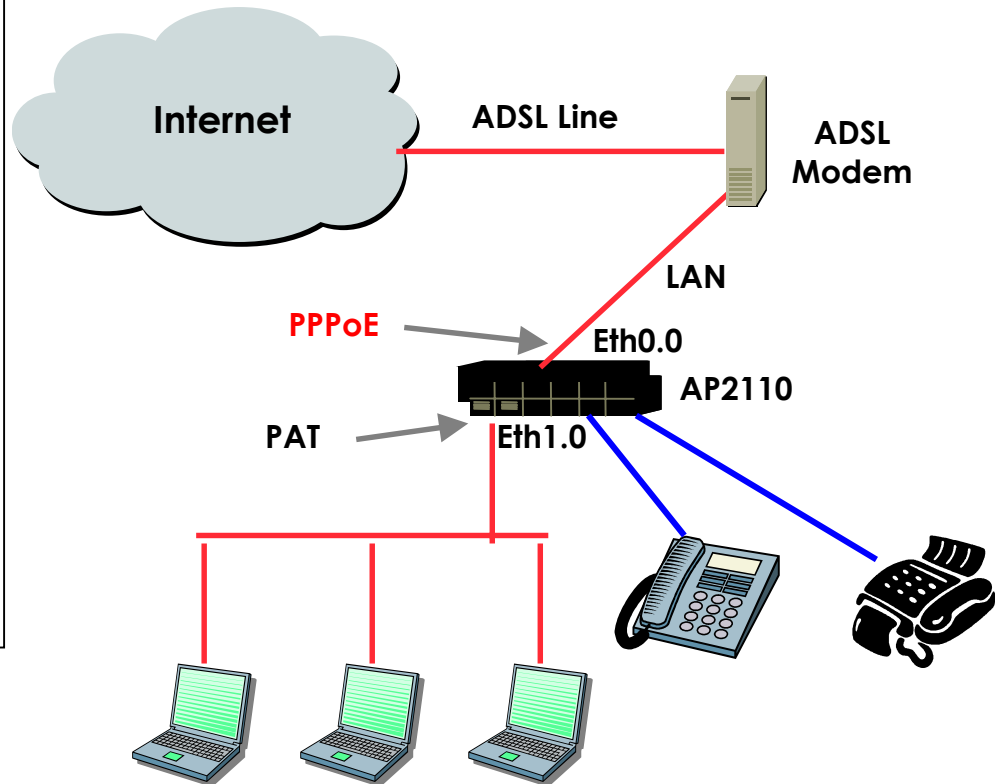 Internet
ADSL Line
ADSL
Modem
LAN
PPPoE
Eth0.0
AP2110
PAT
Eth1.0